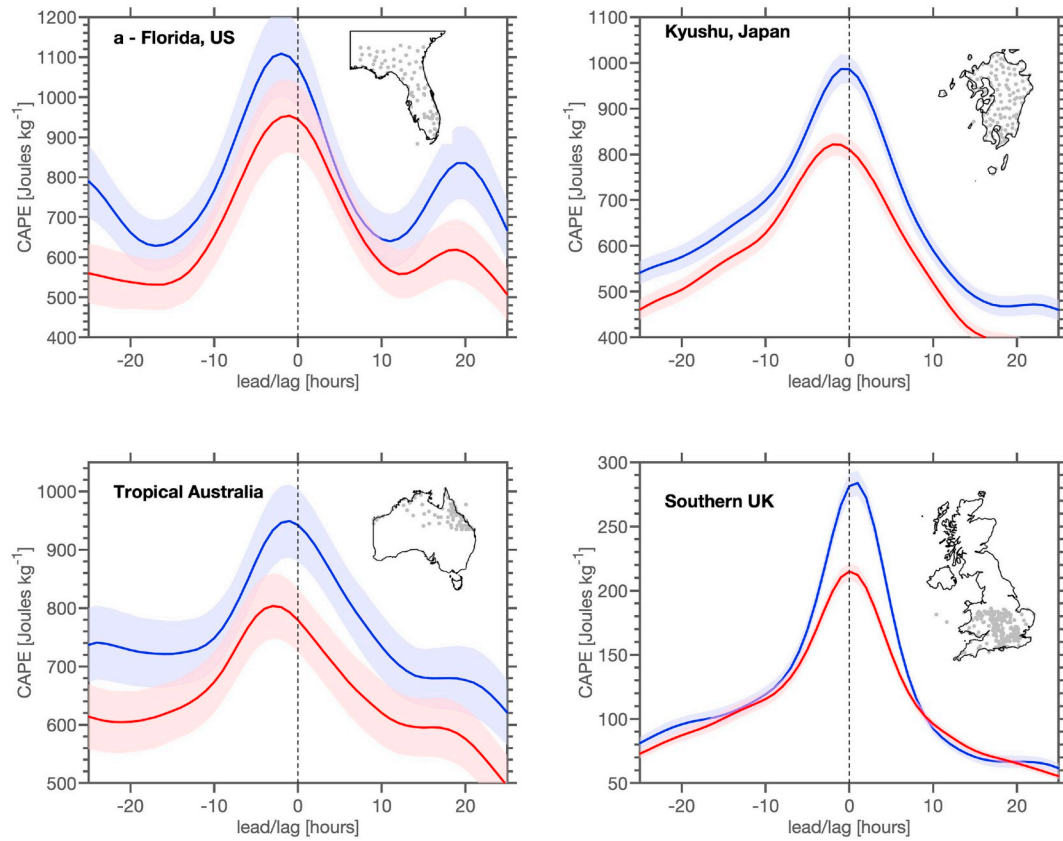 a - Florida, US
CAPE [Joules kg-1]
1200
1100
1000
900
800
700
600
500
400
-20 -10 0 10 20
lead/lag [hours]
Kyushu, Japan
CAPE [Joules kg-1]
1100
1000
900
800
700
600
500
400
-20 -10 0 10 20
lead/lag [hours]
Tropical Australia
CAPE [Joules kg-1]
1000
900
800
700
600
500
-20 -10 0 10 20
lead/lag [hours]
Southern UK
CAPE [Joules kg-1]
300
250
200
150
100
50
-20 -10 0 10 20
lead/lag [hours]